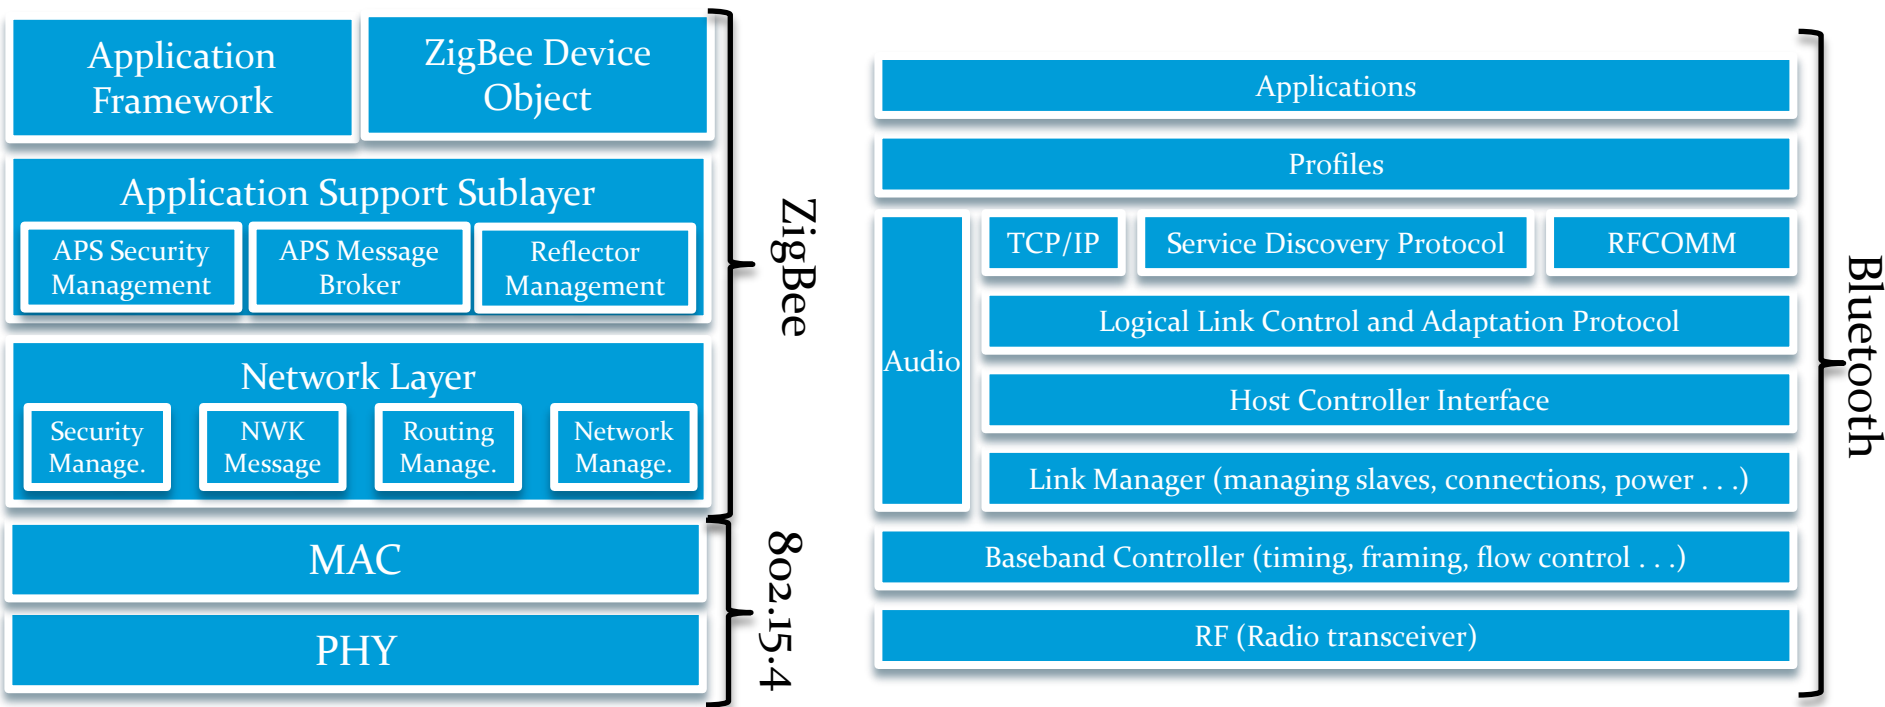 Application
Framework
ZigBee Device
Object
Application Support Sublayer
APS Security
Management
APS Message
Broker
Reflector
Management
Network Layer
Security
Manage.
NWK
Message
Routing
Manage.
Network
Manage.
MAC
PHY
ZigBee
802.15.4
Applications
Profiles
Audio
TCP/IP
Service Discovery Protocol
RFCOMM
Logical Link Control and Adaptation Protocol
Host Controller Interface
Link Manager (managing slaves, connections, power . . .)
Baseband Controller (timing, framing, flow control . . .)
RF (Radio transceiver)
Bluetooth